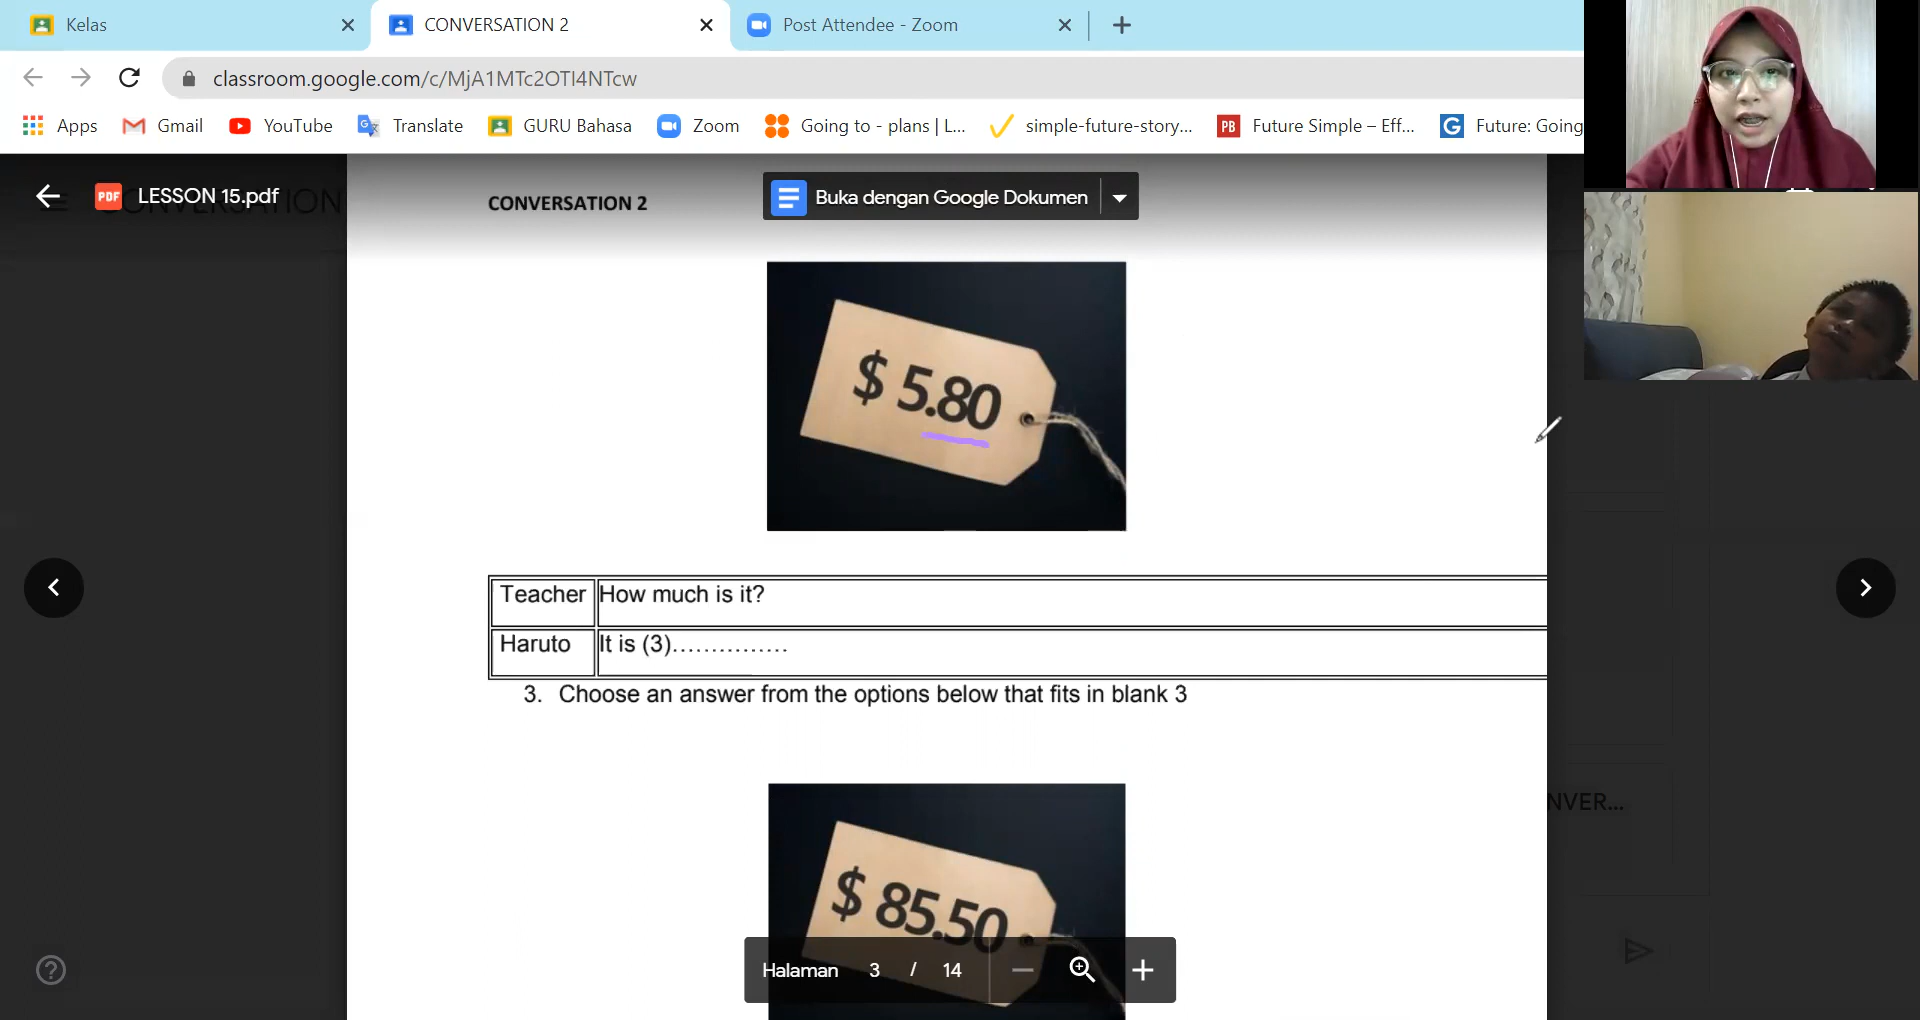 Kelas
CONVERSATION 2
Post Attendee - Zoom
classroom.google.com/c/MjA1MTc2OTI4NTcw
Apps
Gmail
YouTube
Translate
GURU Bahasa
Zoom
Going to - plans | L...
simple-future-story...
PB
Future Simple – Eff...
G
Future: Going
PDF
LESSON 15.pdf
CONVERSATION
CONVERSATION 2
Buka dengan Google Dokumen
$ 5.80
Teacher How much is it?
Haruto It is (3)...............
3. Choose an answer from the options below that fits in blank 3
NVER...
$ 85.50
Halaman 3 / 14